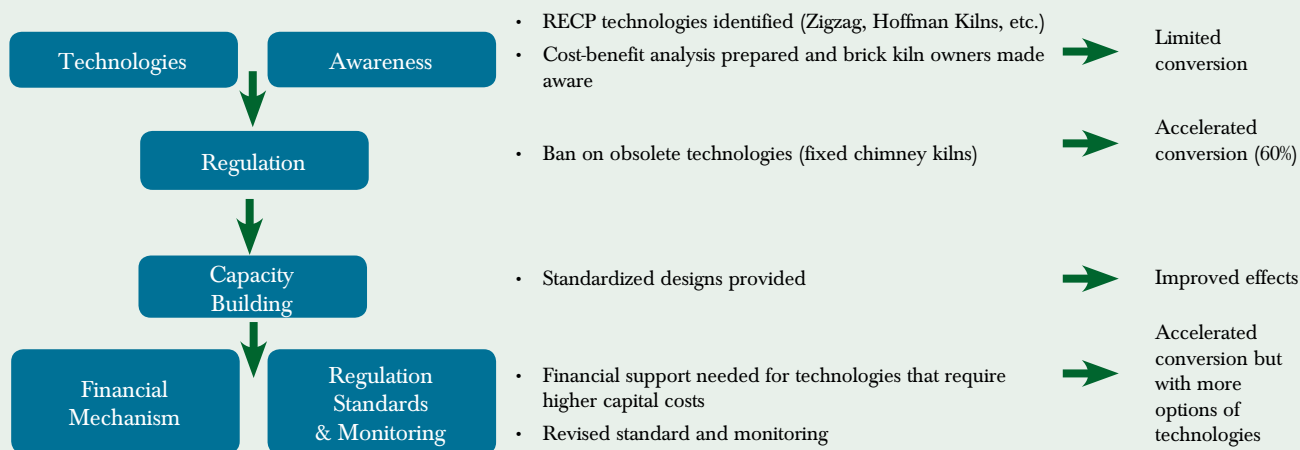 Technologies
Awareness
• RECP technologies identified (Zigzag, Hoffman Kilns, etc.)
• Cost-benefit analysis prepared and brick kiln owners made
aware
Limited
conversion
Regulation
• Ban on obsolete technologies (fixed chimney kilns)
Accelerated
conversion (60%)
Capacity
Building
• Standardized designs provided
Improved effects
Financial
Mechanism
Regulation
Standards
& Monitoring
• Financial support needed for technologies that require
higher capital costs
• Revised standard and monitoring
Accelerated
conversion but
with more
options of
technologies